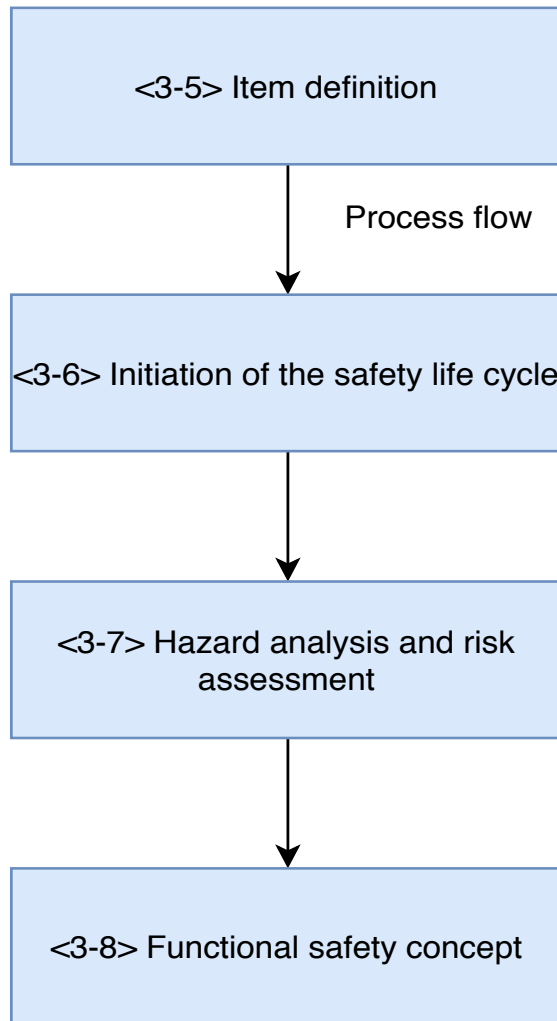 <3-5> Item definition
Process flow
<3-6> Initiation of the safety life cycle
<3-7> Hazard analysis and risk
assessment
<3-8> Functional safety concept